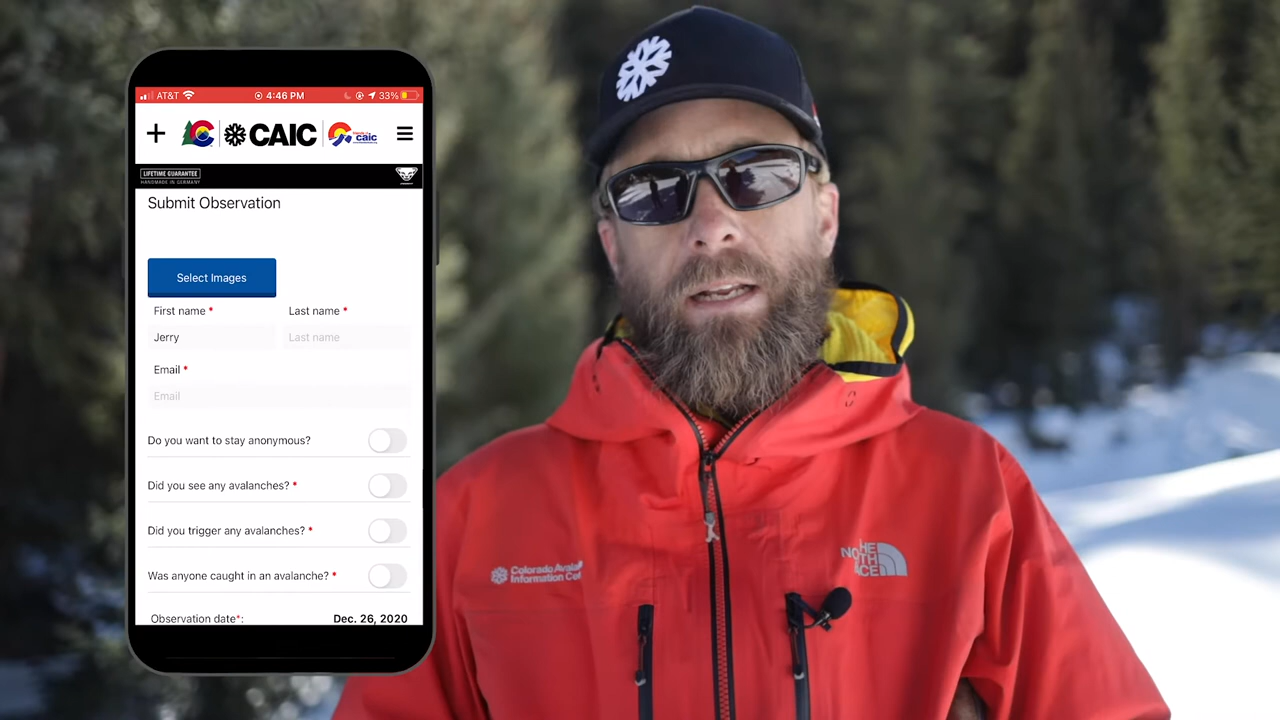 AT&T 4:46 PM 33%
CAIC
caic
LIFETIME GUARANTEE
HANDMADE IN GERMANY
Submit Observation
Select Images
First name * Last name *
Jerry Last name
Email *
Email
Do you want to stay anonymous?
Did you see any avalanches? *
Did you trigger any avalanches? *
Was anyone caught in an avalanche? *
Observation date*: Dec. 26, 2020
Colorado Avala
Information Ce
THE
NORTH
FACE